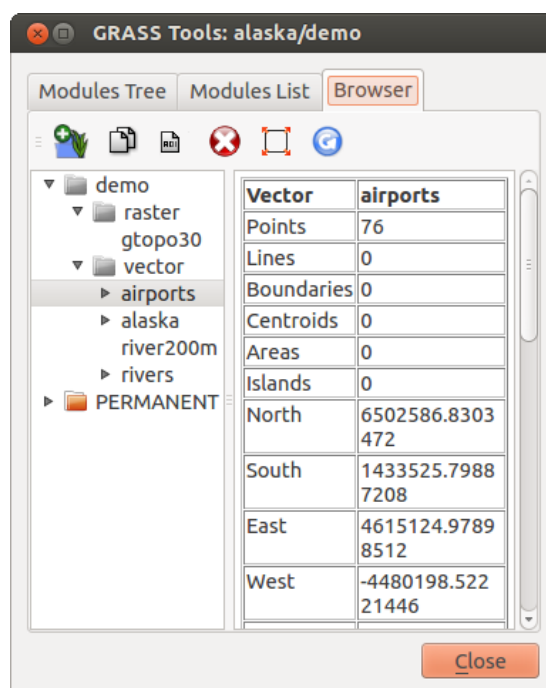 GRASS Tools: alaska/demo
Modules Tree
Modules List
Browser
demo
raster
gtopo30
vector
airports
alaska
river200m
rivers
PERMANENT
Vector airports
Points 76
Lines 0
Boundaries 0
Centroids 0
Areas 0
Islands 0
North 6502586.8303
472
South 1433525.7988
7208
East 4615124.9789
8512
West -4480198.522
21446
Close